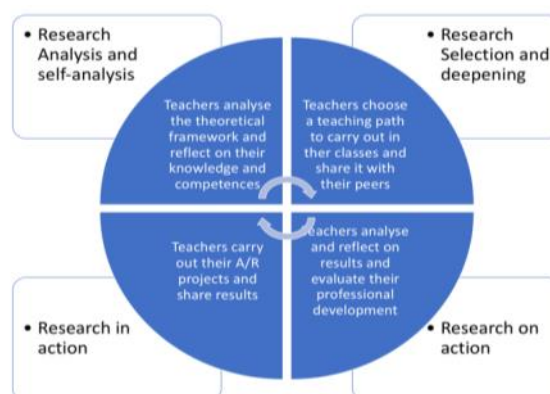 • Research
Analysis and
self-analysis
• Research
Selection and
deepening
Teachers analyse
the theoretical
framework and
reflect on their
knowledge and
competences
Teachers choose
a teaching path
to carry out in
ther classes and
share it with
their peers
Teachers carry
out their A/R
projects and
share results
Teachers analyse
and reflect on
results and
evaluate their
professional
development
• Research in
action
• Research on
action